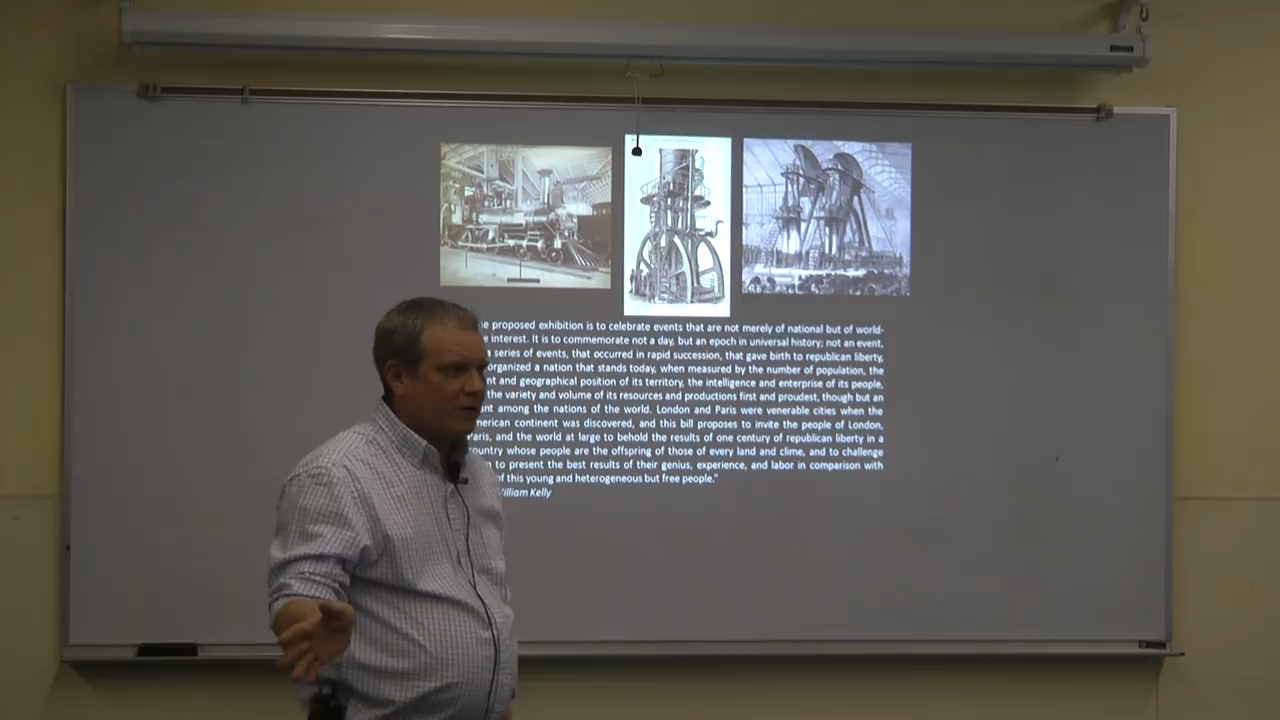 proposed exhibition is to celebrate events that are not merely of national but of world-
interest. It is to commemorate not a day, but an epoch in universal history; not an event,
series of events, that occurred in rapid succession, that gave birth to republican liberty,
organized a nation that stands today, when measured by the number of population, the
and geographical position of its territory, the intelligence and enterprise of its people,
the variety and volume of its resources and productions first and proudest, though but an
among the nations of the world. London and Paris were venerable cities when the
merican continent was discovered, and this bill proposes to invite the people of London,
Paris, and the world at large to behold the results of one century of republican liberty in a
country whose people are the offspring of those of every land and clime, and to challenge
to present the best results of their genius, experience, and labor in comparison with
of this young and heterogeneous but free people."
William Kelly